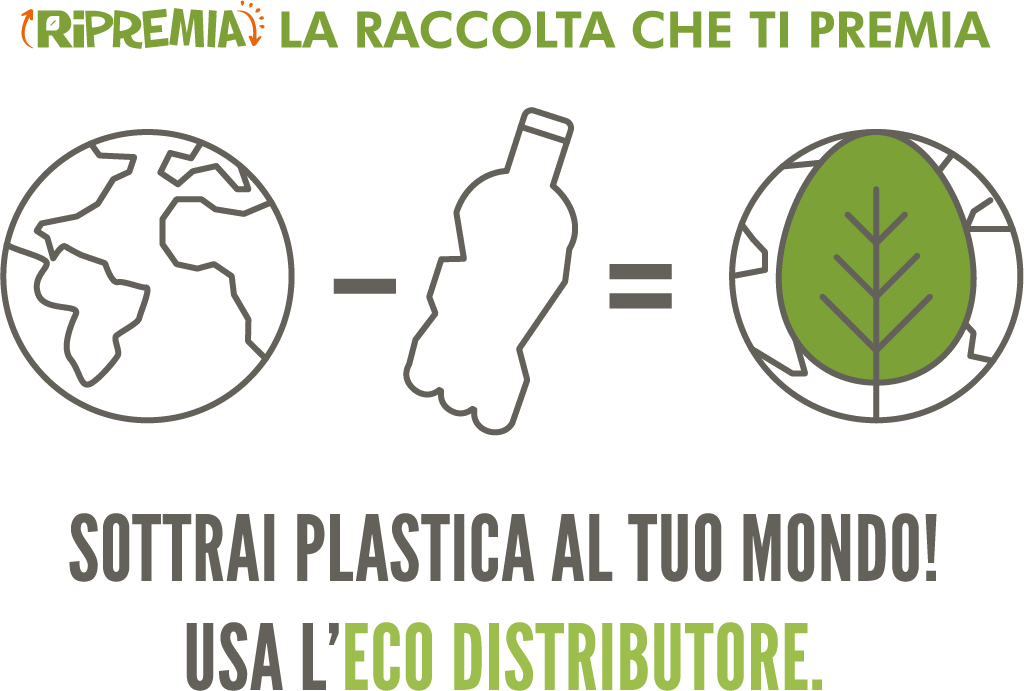 RiPREMIA LA RACCOLTA CHE TI PREMIA
SOTTRAI PLASTICA AL TUO MONDO!
USA L’ECO DISTRIBUTORE.